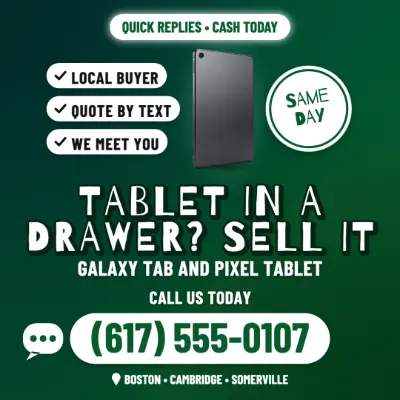 QUICK REPLIES • CASH TODAY
✓ LOCAL BUYER
✓ QUOTE BY TEXT
✓ WE MEET YOU
SAME
DAY
TABLET IN A
DRAWER? SELL IT
GALAXY TAB AND PIXEL TABLET
CALL US TODAY
(617) 555-0107
BOSTON • CAMBRIDGE • SOMERVILLE